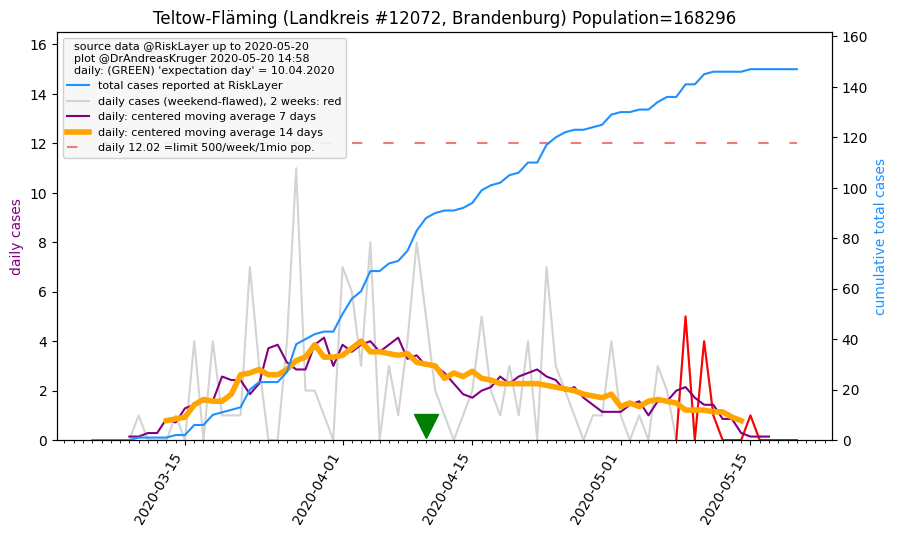 Teltow-Fläming (Landkreis #12072, Brandenburg) Population=168296
source data @RiskLayer up to 2020-05-20
plot @DrAndreasKruger 2020-05-20 14:58
daily: (GREEN) 'expectation day' = 10.04.2020
total cases reported at RiskLayer
daily cases (weekend-flawed), 2 weeks: red
daily: centered moving average 7 days
daily: centered moving average 14 days
daily 12.02 =limit 500/week/1mio pop.
daily cases
16
14
12
10
8
6
4
2
0
cumulative total cases
160
140
120
100
80
60
40
20
0
2020-03-15
2020-04-01
2020-04-15
2020-05-01
2020-05-15